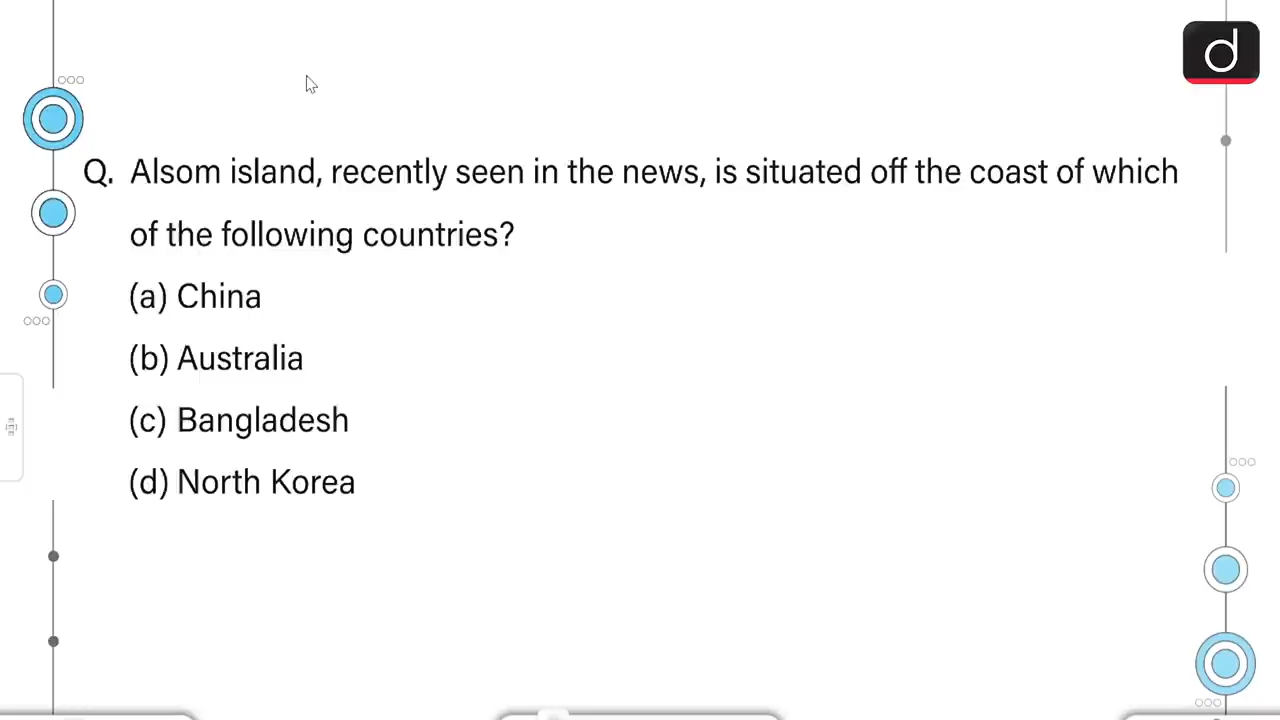 d
Q. Alsom island, recently seen in the news, is situated off the coast of which
of the following countries?
(a) China
(b) Australia
(c) Bangladesh
(d) North Korea